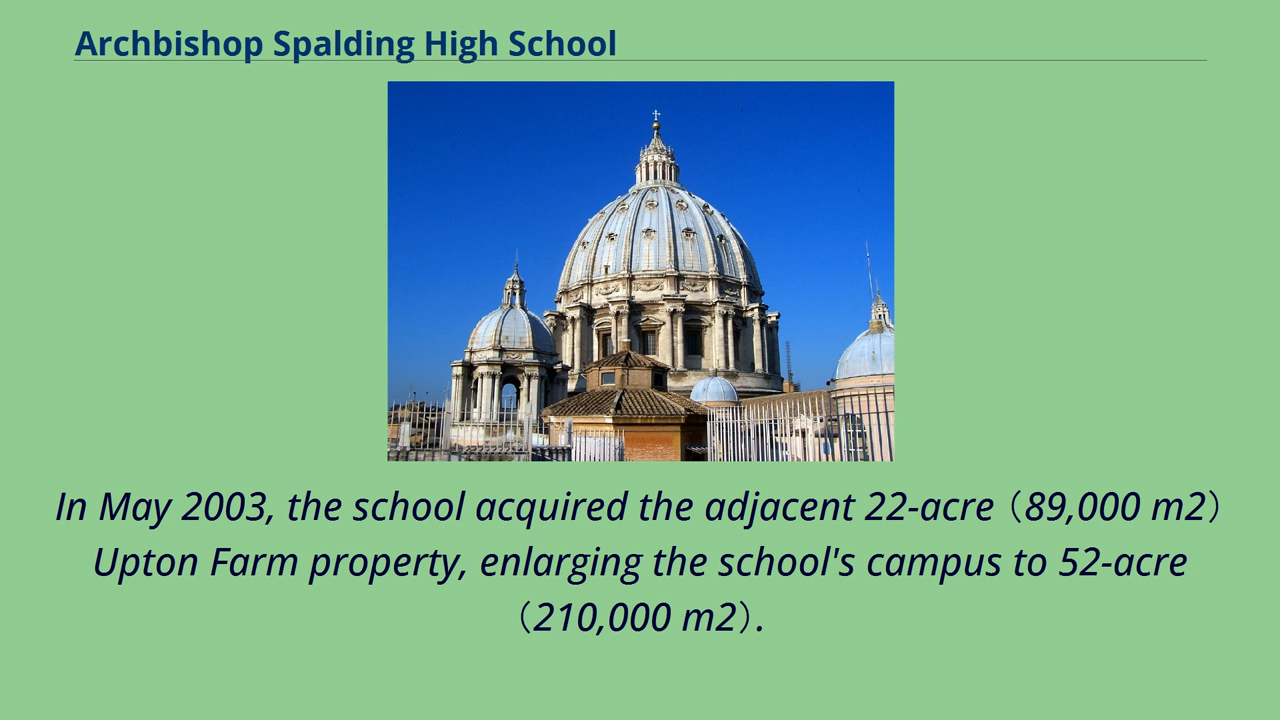 Archbishop Spalding High School
In May 2003, the school acquired the adjacent 22-acre（89,000 m2）
Upton Farm property, enlarging the school's campus to 52-acre
（210,000 m2）.